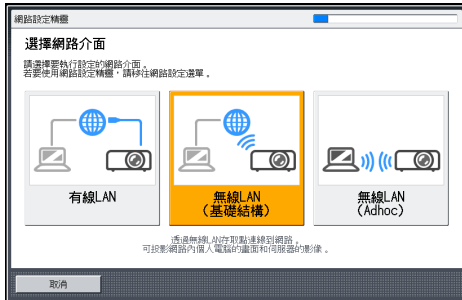 網路設定精靈
選擇網路介面
請選擇要執行設定的網路介面。
若要使用網路設定精靈，請移往網路設定選單。
有線LAN
無線LAN
（基礎結構）
無線LAN
（Adhoc）
透過無線LAN存取點連線到網路。
可投影網路內個人電腦的畫面和伺服器的影像。
取消